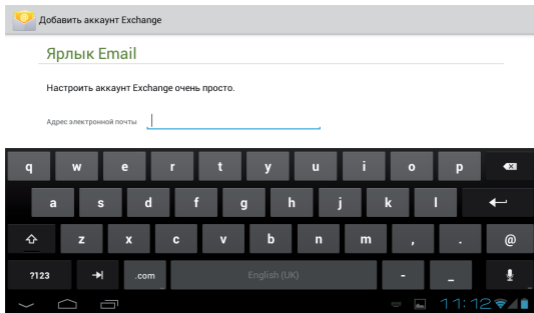 Добавить аккаунт Exchange
Ярлык Email
Настроить аккаунт Exchange очень просто.
Адрес электронной почты
q w e r t y u i o p
a s d f g h j k l
z x c v b n m , . @
?123 .com English (UK) - _
11:12